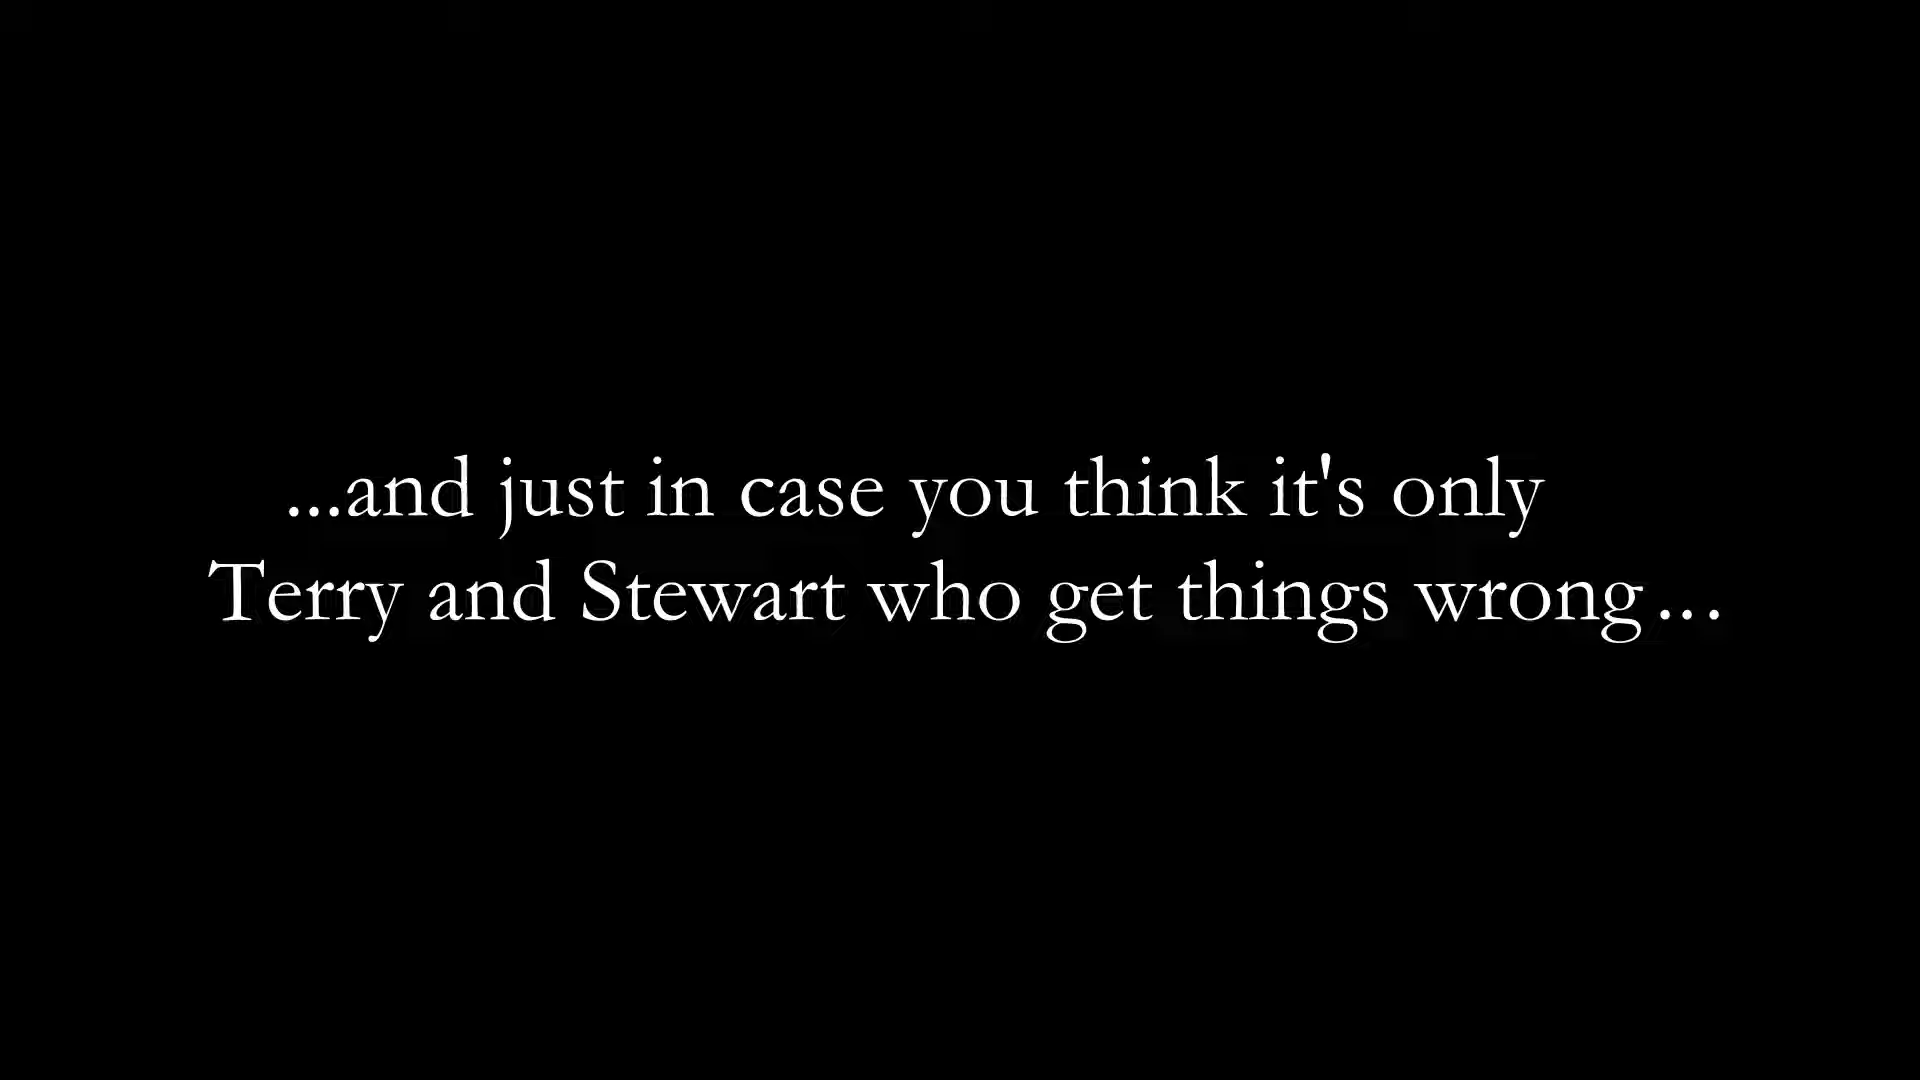 ...and just in case you think it's only
Terry and Stewart who get things wrong...